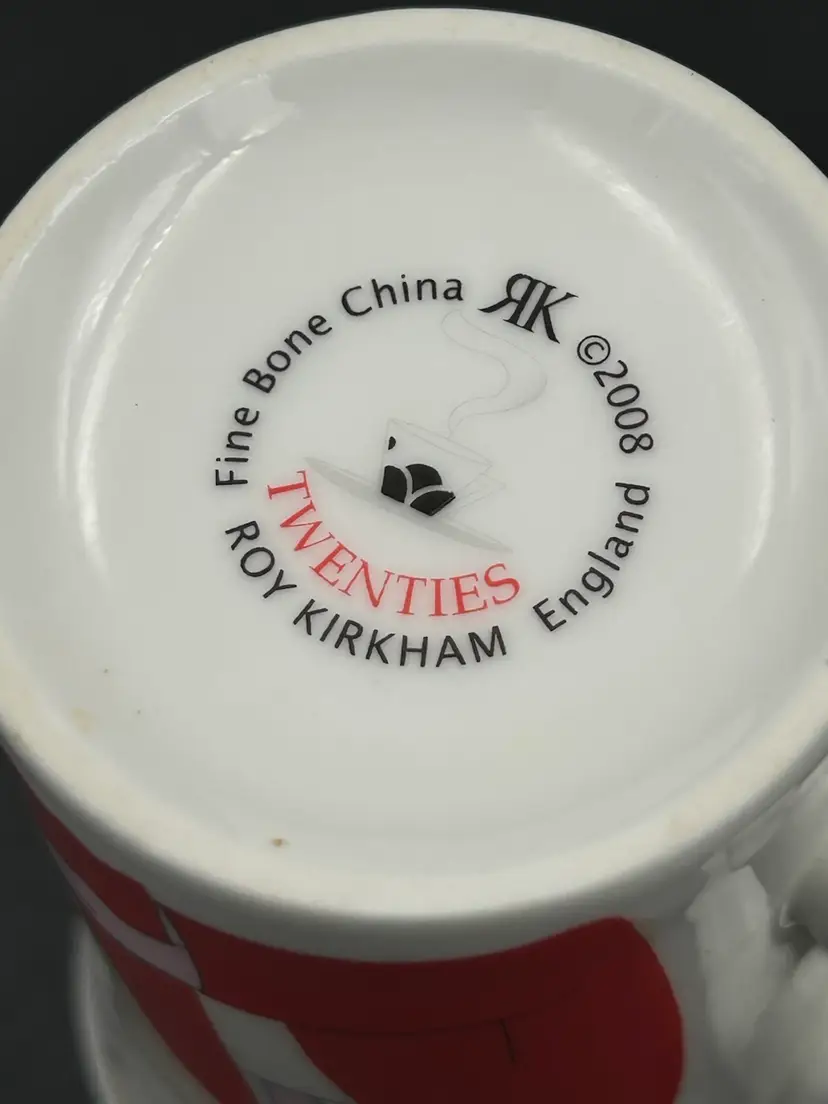 Fine Bone China RK ©2008
TWENTIES
ROY KIRKHAM England